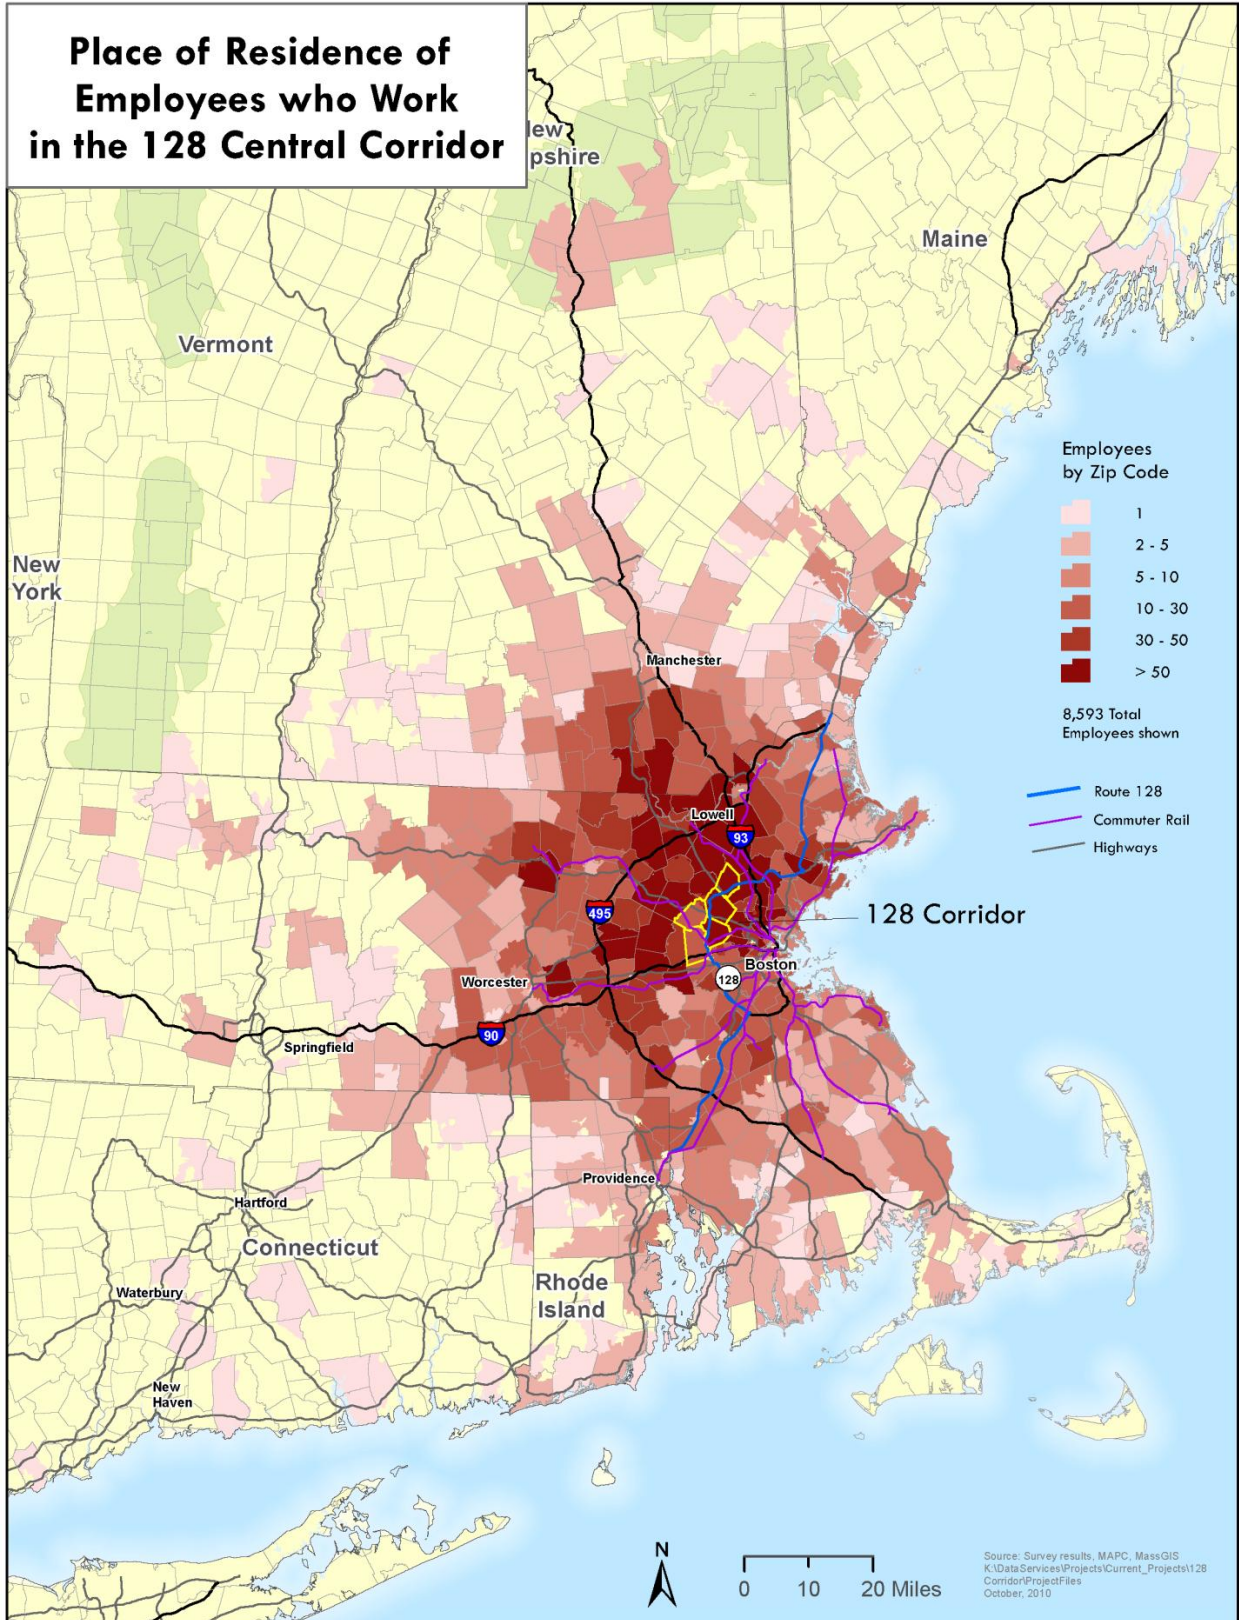 Place of Residence of
Employees who Work
in the 128 Central Corridor
New
pshire
Maine
Vermont
New
York
Employees
by Zip Code
1
2 - 5
5 - 10
10 - 30
30 - 50
> 50
8,593 Total
Employees shown
Route 128
Commuter Rail
Highways
Manchester
Lowell
93
495
128 Corridor
Boston
128
Worcester
90
Springfield
Providence
Hartford
Connecticut
Rhode
Island
Waterbury
New
Haven
N
0 10 20 Miles
Source: Survey results, MAPC, MassGIS
K:\DataServices\Projects\Current_Projects\128
Corridor\ProjectFiles
October, 2010